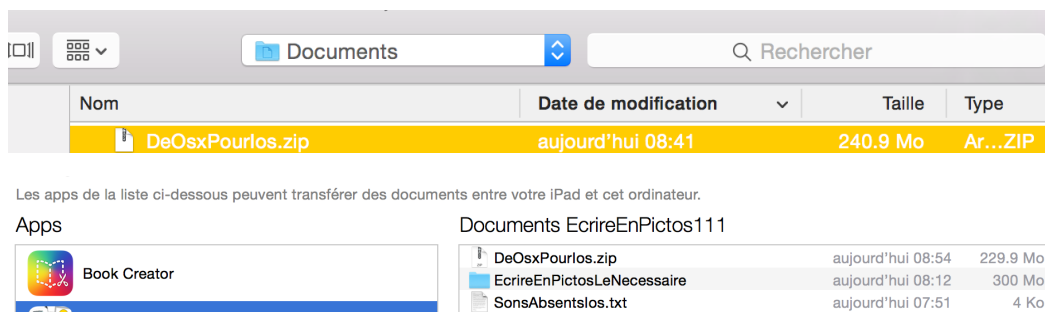 Documents
Rechercher
Nom Date de modification Taille Type
DeOsxPourIos.zip aujourd'hui 08:41 240.9 Mo Ar…ZIP
Les apps de la liste ci-dessous peuvent transférer des documents entre votre iPad et cet ordinateur.
Apps
Documents EcrireEnPictos111
Book Creator
DeOsxPourIos.zip aujourd'hui 08:54 229.9 Mo
EcrireEnPictosLeNecessaire aujourd'hui 08:12 300 Mo
SonsAbsentsIos.txt aujourd'hui 07:51 4 Ko